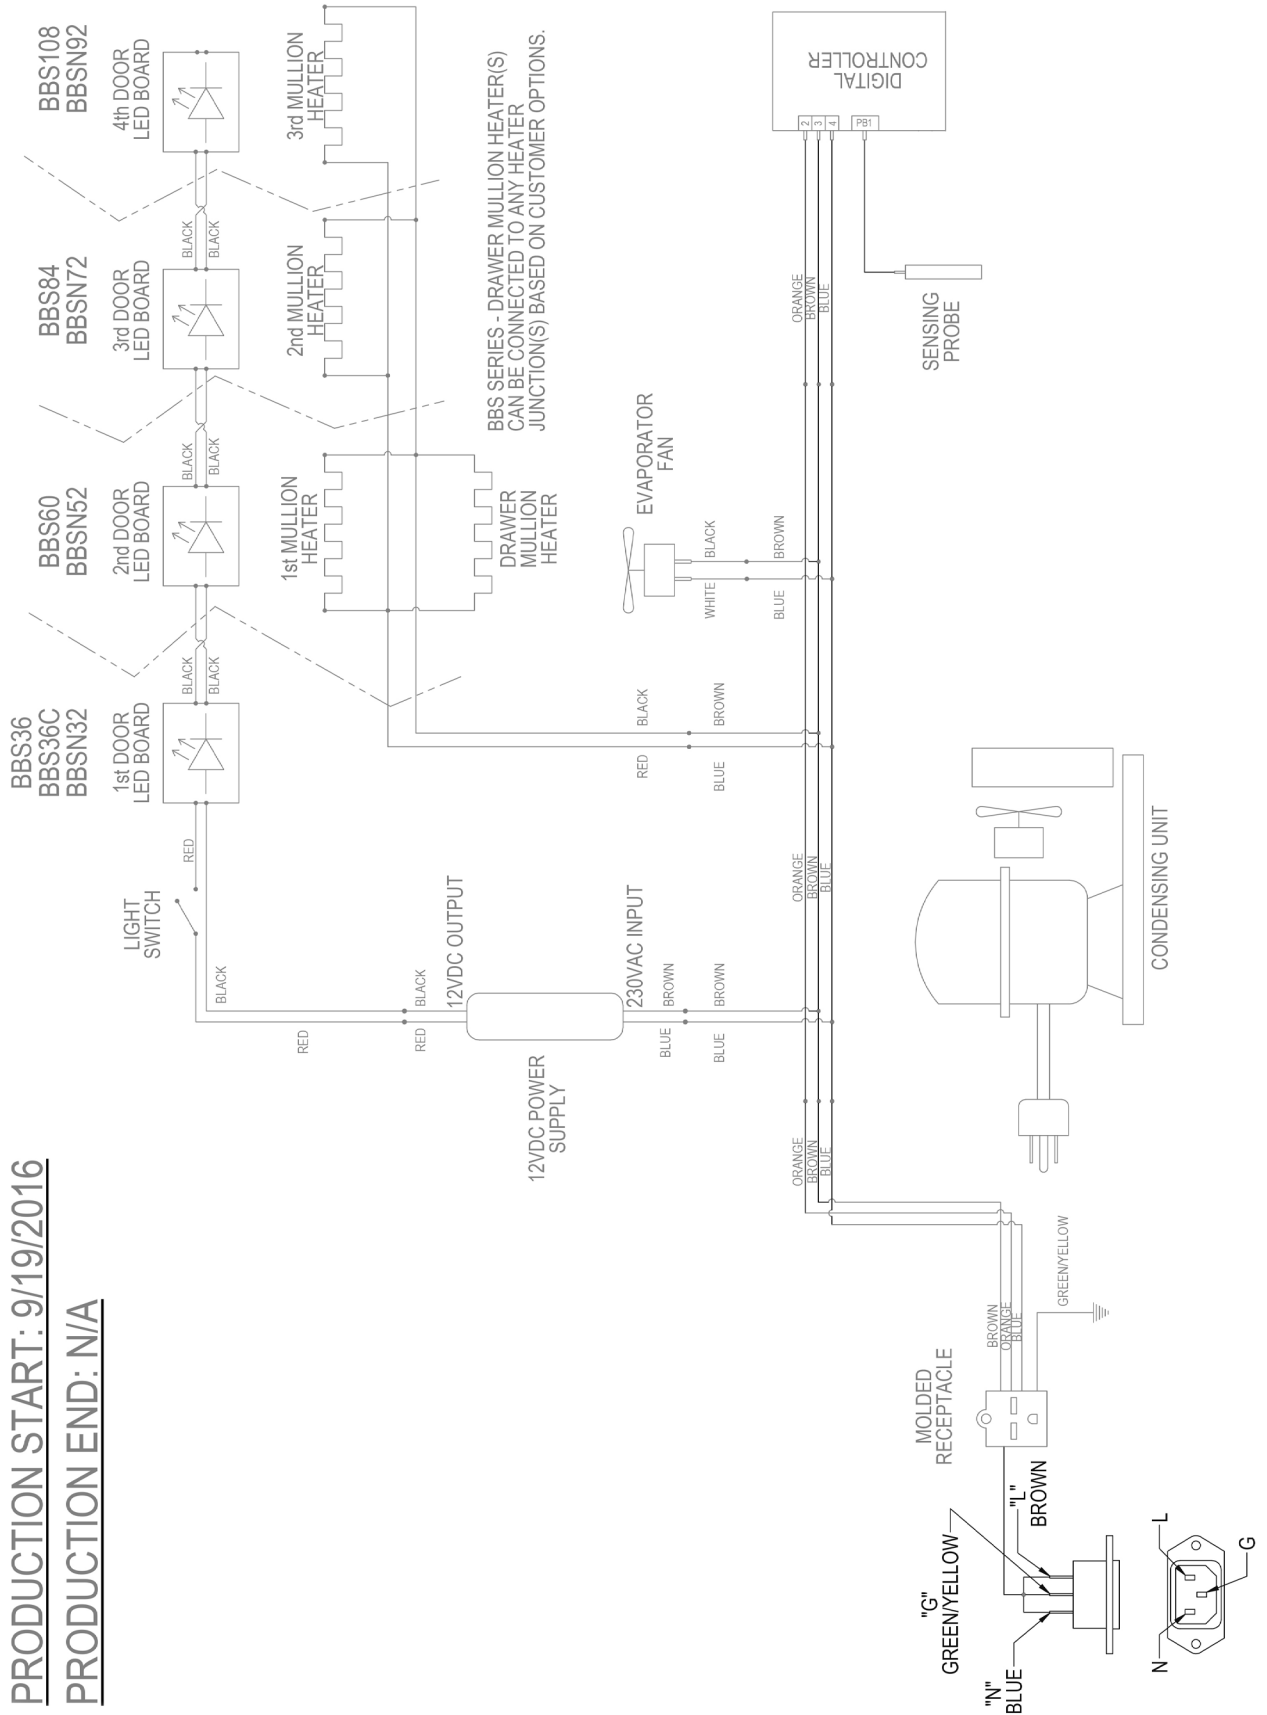 PRODUCTION START: 9/19/2016
PRODUCTION END: N/A
BBS36
BBS36C
BBSN32
BBS60
BBSN52
BBS84
BBSN72
BBS108
BBSN92
1st DOOR
LED BOARD
2nd DOOR
LED BOARD
3rd DOOR
LED BOARD
4th DOOR
LED BOARD
LIGHT
SWITCH
RED
BLACK
BLACK
BLACK
BLACK
BLACK
BLACK
BLACK
RED
1st MULLION
HEATER
2nd MULLION
HEATER
3rd MULLION
HEATER
DRAWER
MULLION
HEATER
BBS SERIES - DRAWER MULLION HEATER(S)
CAN BE CONNECTED TO ANY HEATER
JUNCTION(S) BASED ON CUSTOMER OPTIONS.
RED
BLACK
12VDC OUTPUT
12VDC POWER
SUPPLY
230VAC INPUT
BLUE
BROWN
BLUE
BROWN
RED
BLACK
BLUE
BROWN
EVAPORATOR
FAN
WHITE
BLACK
BLUE
BROWN
ORANGE
BROWN
BLUE
ORANGE
BROWN
BLUE
ORANGE
BROWN
BLUE
DIGITAL
CONTROLLER
2
3
4
PB1
SENSING
PROBE
CONDENSING UNIT
MOLDED
RECEPTACLE
BROWN
ORANGE
BLUE
GREEN/YELLOW
"G"
GREEN/YELLOW
"L"
BROWN
"N"
BLUE
N
L
G